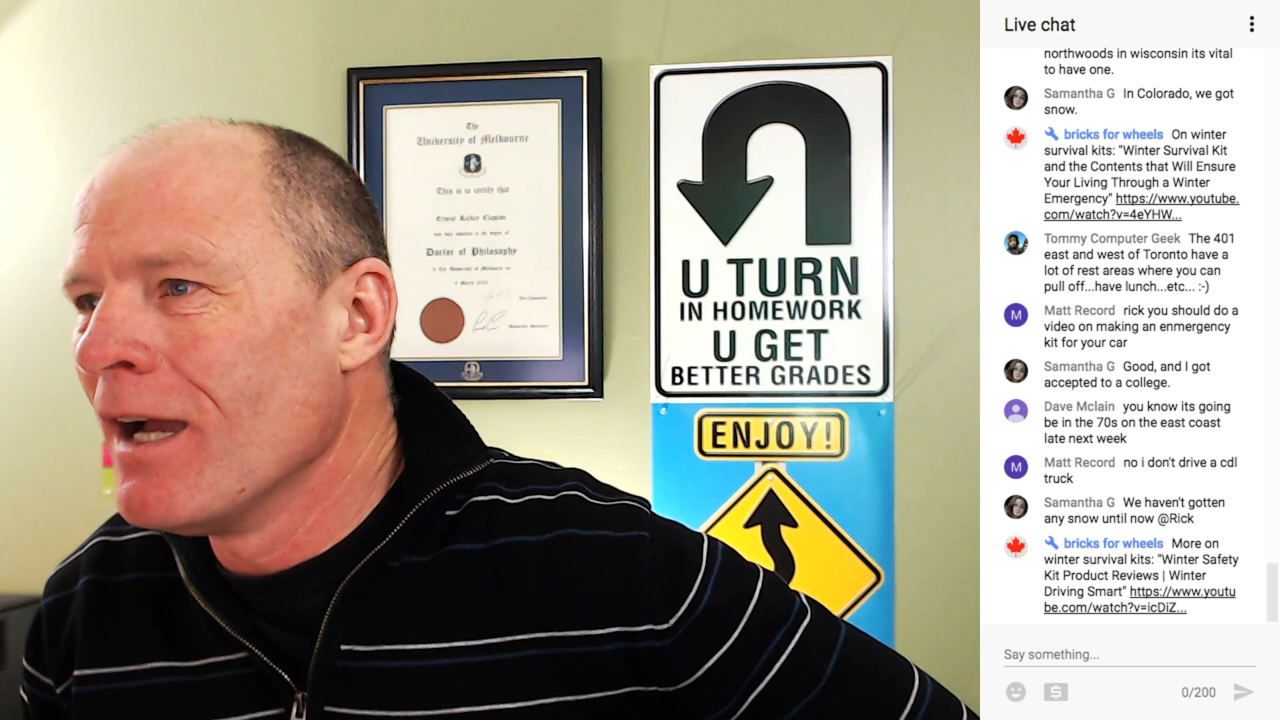 The
University of Melbourne
This is to certify that
Doctor of Philosophy
in The University of Melbourne on
U TURN
IN HOMEWORK
U GET
BETTER GRADES
ENJOY!
Live chat
northwoods in wisconsin its vital
to have one.
Samantha G In Colorado, we got
snow.
bricks for wheels On winter
survival kits: "Winter Survival Kit
and the Contents that Will Ensure
Your Living Through a Winter
Emergency" https://www.youtube.
com/watch?v=4eYHW...
Tommy Computer Geek The 401
east and west of Toronto have a
lot of rest areas where you can
pull off...have lunch...etc... :-)
M
Matt Record rick you should do a
video on making an enmergency
kit for your car
Samantha G Good, and I got
accepted to a college.
Dave Mclain you know its going
be in the 70s on the east coast
late next week
M
Matt Record no i don't drive a cdl
truck
Samantha G We haven't gotten
any snow until now @Rick
bricks for wheels More on
winter survival kits: "Winter Safety
Kit Product Reviews | Winter
Driving Smart" https://www.youtu
be.com/watch?v=icDiZ...
Say something...
0/200